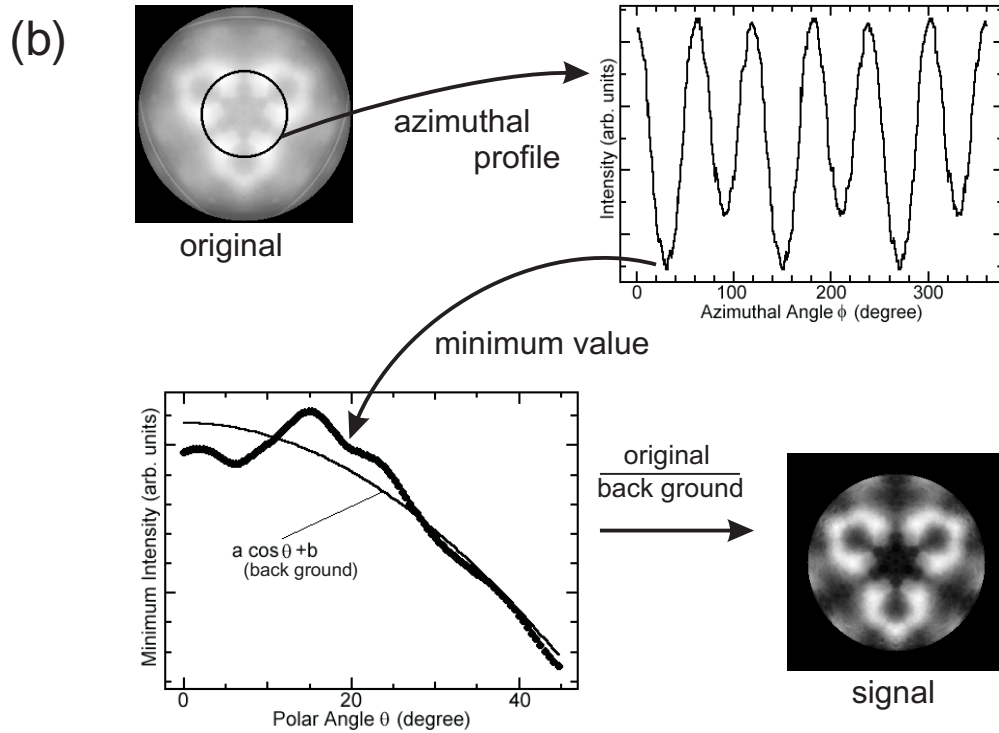 (b)
original
azimuthal
profile
Intensity (arb. units)
0
100
200
300
Azimuthal Angle ϕ (degree)
minimum value
Minimum Intensity (arb. units)
a cos θ +b
(back ground)
0
20
40
Polar Angle θ (degree)
original
back ground
signal